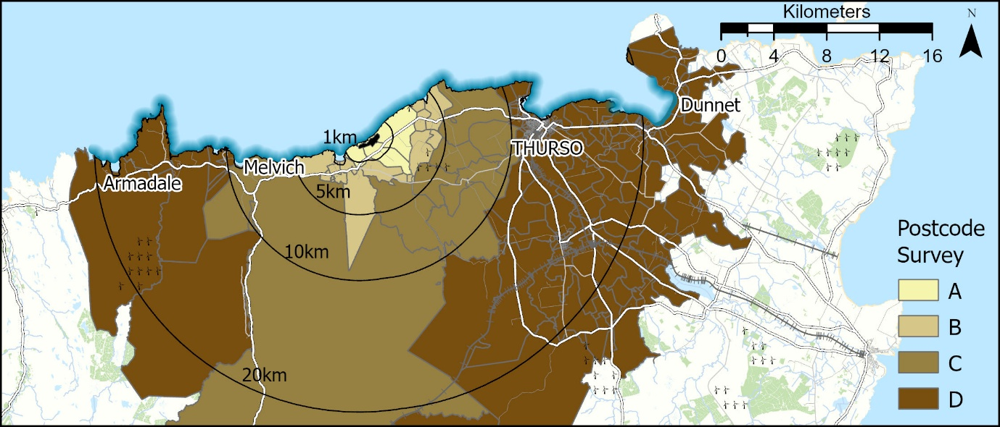 Kilometers
N
0 4 8 12 16
Dunnet
1km
THURSO
Melvich
Armadale
5km
10km
20km
Postcode
Survey
A
B
C
D